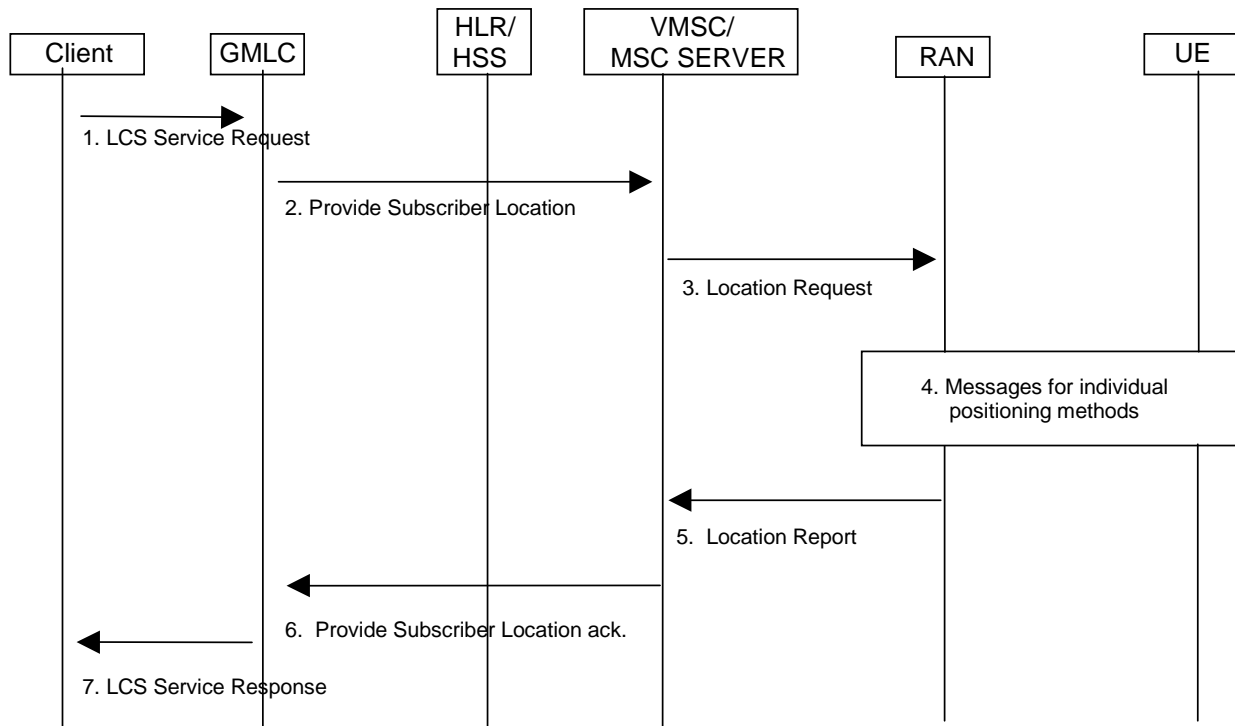 Client
GMLC
HLR/
HSS
VMSC/
MSC SERVER
RAN
UE
1. LCS Service Request
2. Provide Subscriber Location
3. Location Request
4. Messages for individual
positioning methods
5. Location Report
6. Provide Subscriber Location ack.
7. LCS Service Response